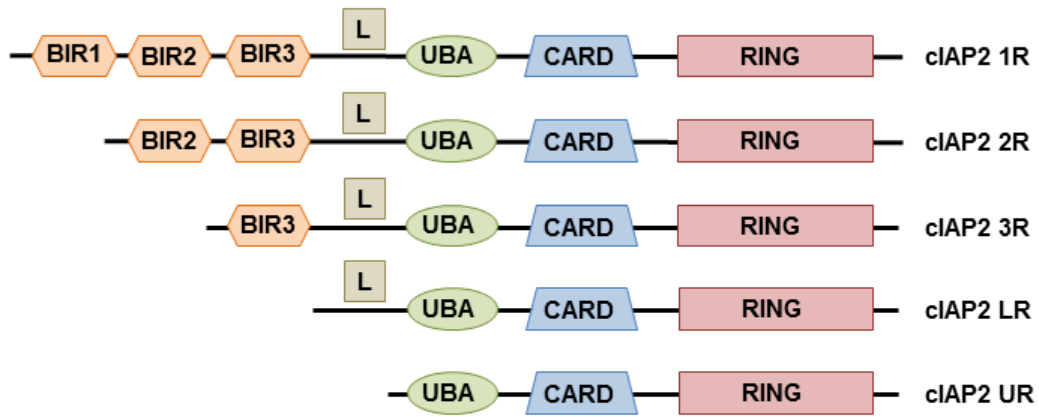 L
BIR1 BIR2 BIR3 UBA CARD RING cIAP2 1R
L
BIR2 BIR3 UBA CARD RING cIAP2 2R
L
BIR3 UBA CARD RING cIAP2 3R
L
UBA CARD RING cIAP2 LR
UBA CARD RING cIAP2 UR